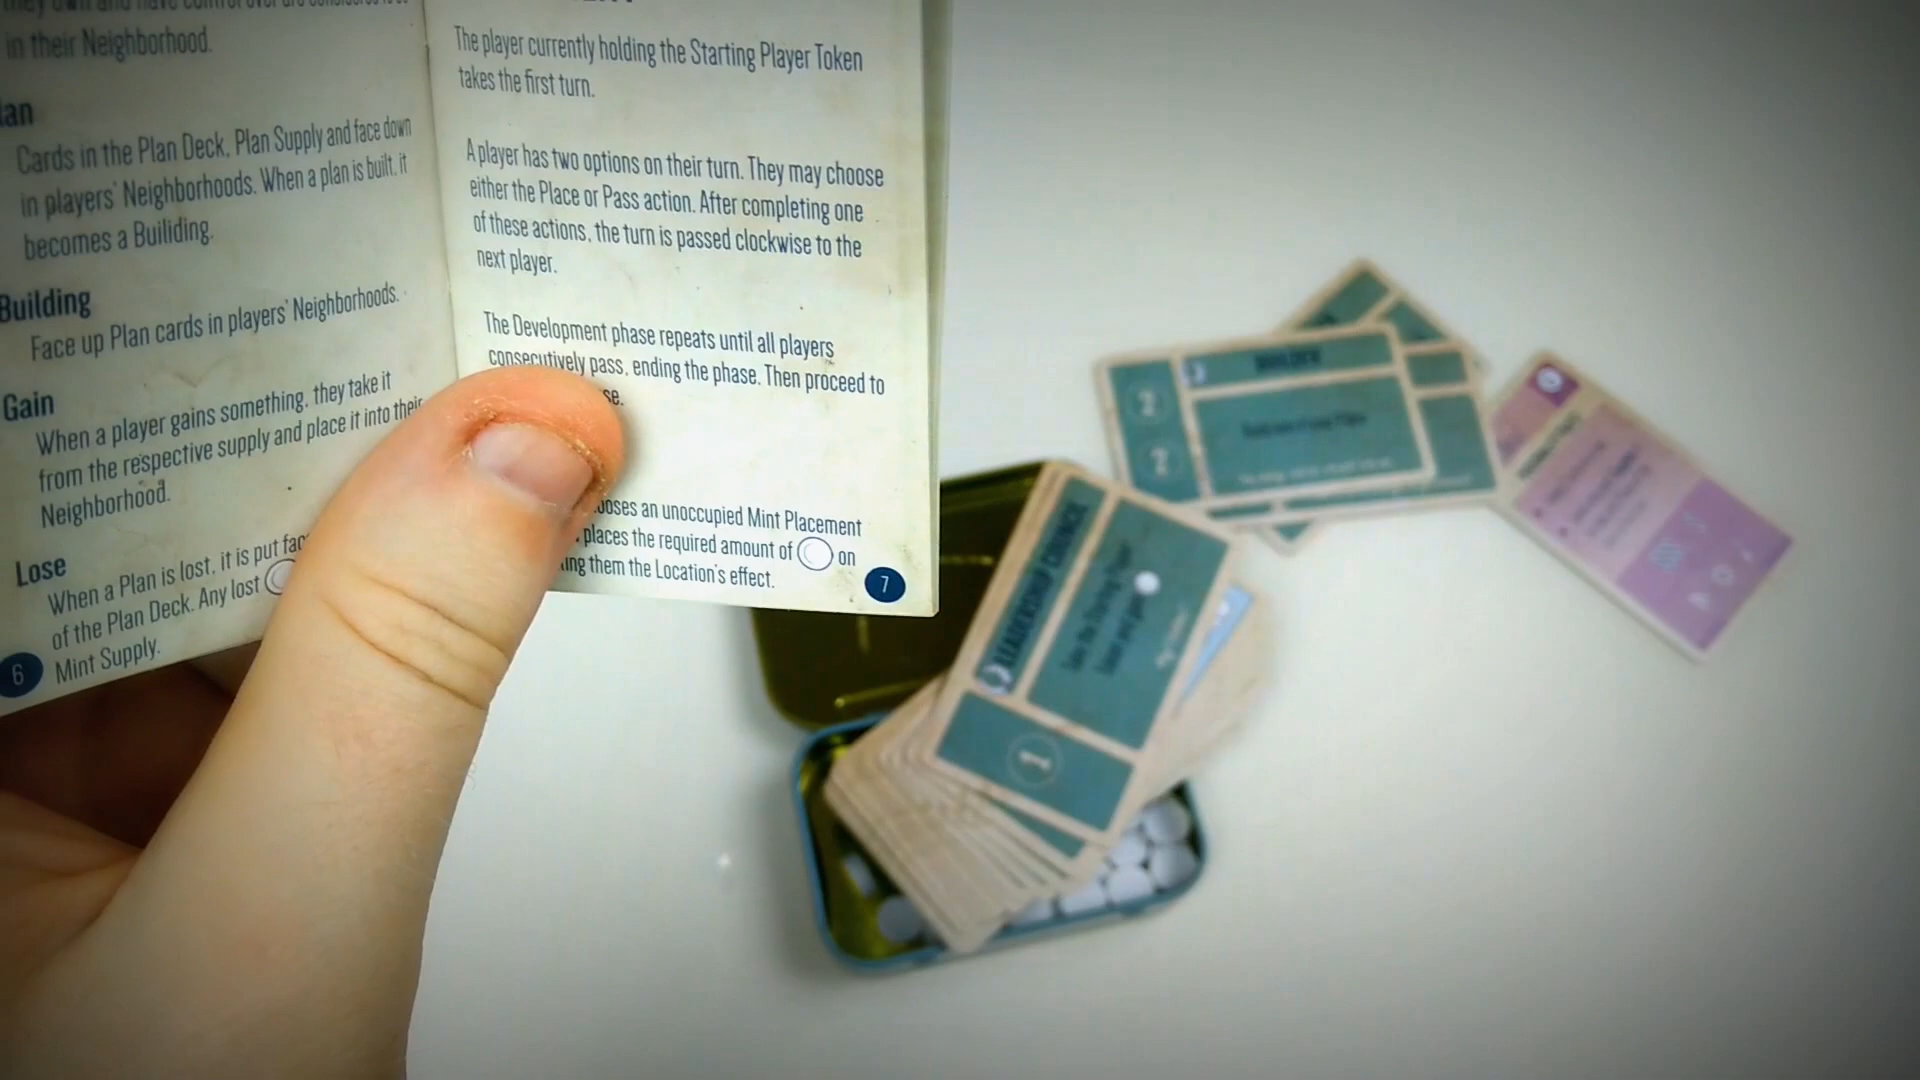 in their Neighborhood.
Cards in the Plan Deck, Plan Supply and face down
in players' Neighborhoods. When a plan is built, it
becomes a Builiding.
Building
Face up Plan cards in players' Neighborhoods.
Gain
When a player gains something, they take it
from the respective supply and place it into their
Neighborhood.
Lose
When a Plan is lost, it is put
of the Plan Deck. Any lost
Mint Supply.
6
The player currently holding the Starting Player Token
takes the first turn.
A player has two options on their turn. They may choose
either the Place or Pass action. After completing one
of these actions, the turn is passed clockwise to the
next player.
The Development phase repeats until all players
consecutively pass, ending the phase. Then proceed to
an unoccupied Mint Placement
places the required amount of on
them the Location's effect.
7
LEADERSHIP COUNCIL
1
BUILDER
2
2